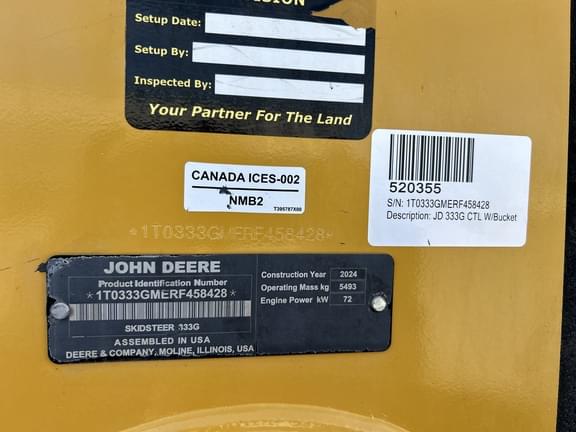 Setup Date:
Setup By:
Inspected By:
Your Partner For The Land
CANADA ICES-002
NMB2
T395787X00
520355
S/N: 1T0333GMERF458428
Description: JD 333G CTL W/Bucket
*1T0333GMERF458428*
JOHN DEERE
Product Identification Number
*1T0333GMERF458428*
SKIDSTEER 333G
ASSEMBLED IN USA
DEERE & COMPANY, MOLINE, ILLINOIS, USA
Construction Year 2024
Operating Mass kg 5493
Engine Power kW 72